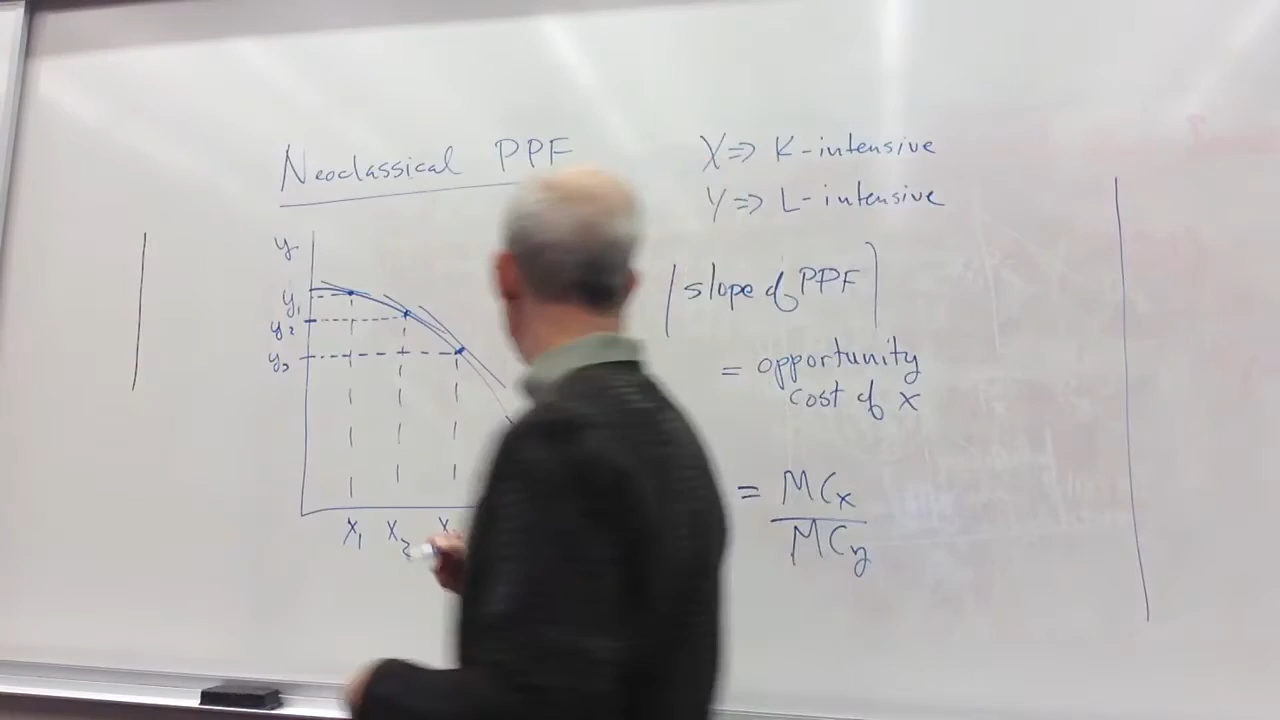 Neoclassical PPF
y
y₁
y₂
y₃
x₁ x₂ x
X ⇒ K-intensive
Y ⇒ L-intensive
|slope of PPF|
= opportunity
cost of x
= MCx
MCy